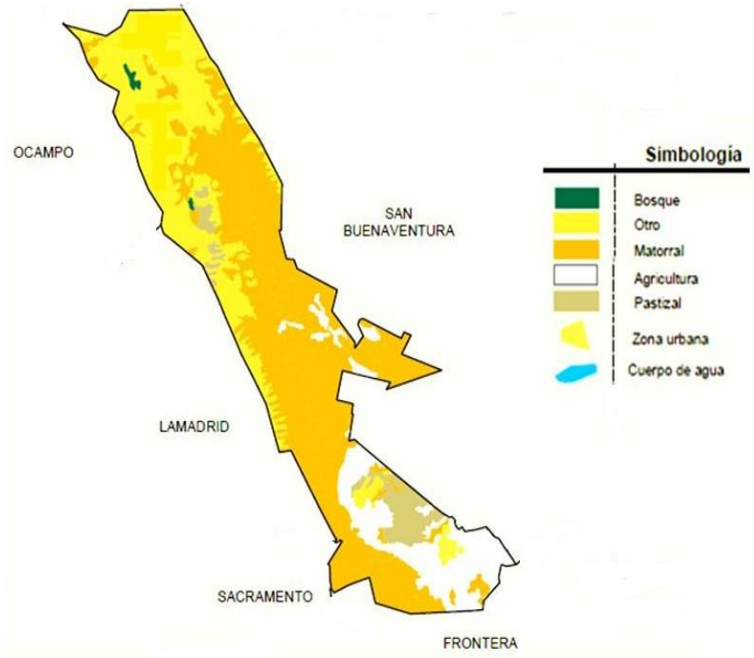 OCAMPO
SAN
BUENAVENTURA
LAMADRID
SACRAMENTO
FRONTERA
Simbología
Bosque
Otro
Matorral
Agricultura
Pastizal
Zona urbana
Cuerpo de agua